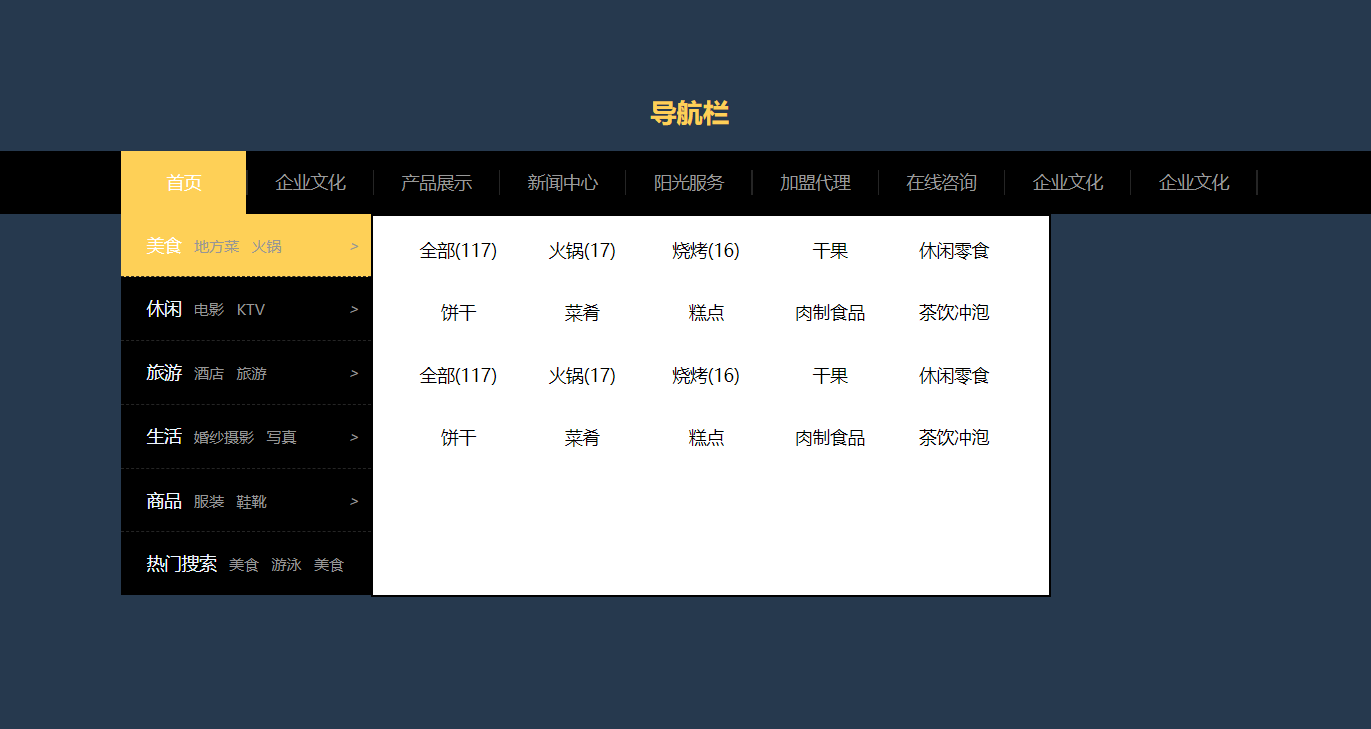 导航栏
首页 企业文化 产品展示 新闻中心 阳光服务 加盟代理 在线咨询 企业文化 企业文化
美食 地方菜 火锅 >
休闲 电影 KTV >
旅游 酒店 旅游 >
生活 婚纱摄影 写真 >
商品 服装 鞋靴 >
热门搜索 美食 游泳 美食
全部(117) 火锅(17) 烧烤(16) 干果 休闲零食
饼干 菜肴 糕点 肉制食品 茶饮冲泡
全部(117) 火锅(17) 烧烤(16) 干果 休闲零食
饼干 菜肴 糕点 肉制食品 茶饮冲泡